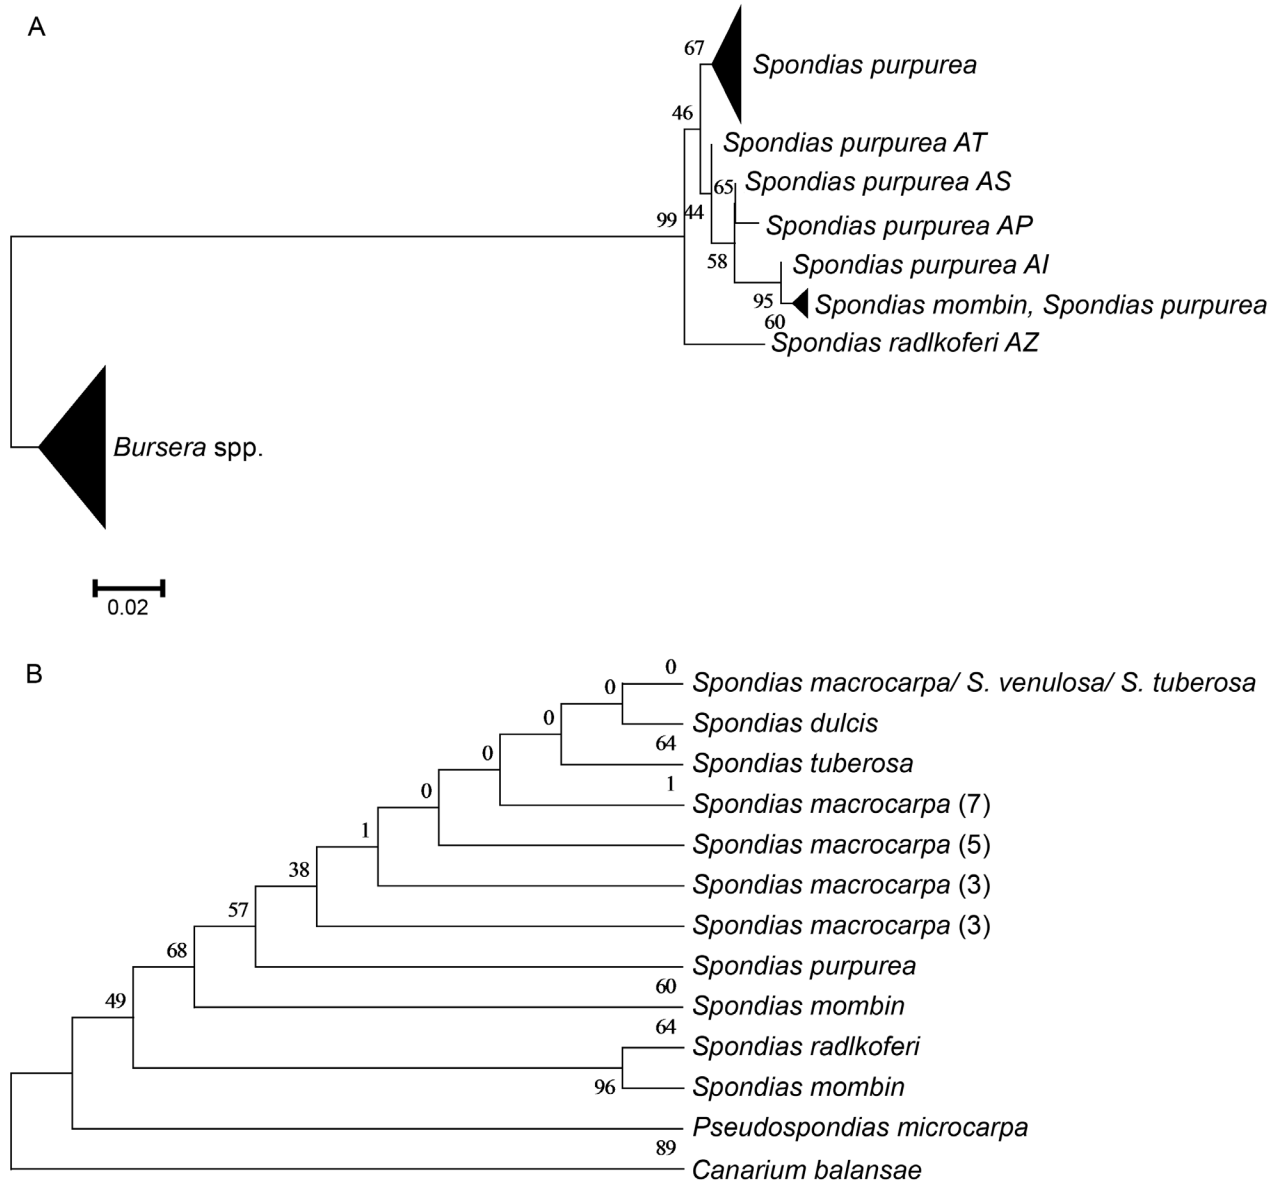 A
67
Spondias purpurea
46
Spondias purpurea AT
65
Spondias purpurea AS
99
44
Spondias purpurea AP
58
Spondias purpurea AI
95
Spondias mombin, Spondias purpurea
60
Spondias radlkoferi AZ
Bursera spp.
0.02
B
0
Spondias macrocarpa/ S. venulosa/ S. tuberosa
0
0
Spondias dulcis
64
0
Spondias tuberosa
1
0
Spondias macrocarpa (7)
1
Spondias macrocarpa (5)
38
Spondias macrocarpa (3)
57
Spondias macrocarpa (3)
68
Spondias purpurea
60
49
Spondias mombin
64
Spondias radlkoferi
96
Spondias mombin
Pseudospondias microcarpa
89
Canarium balansae